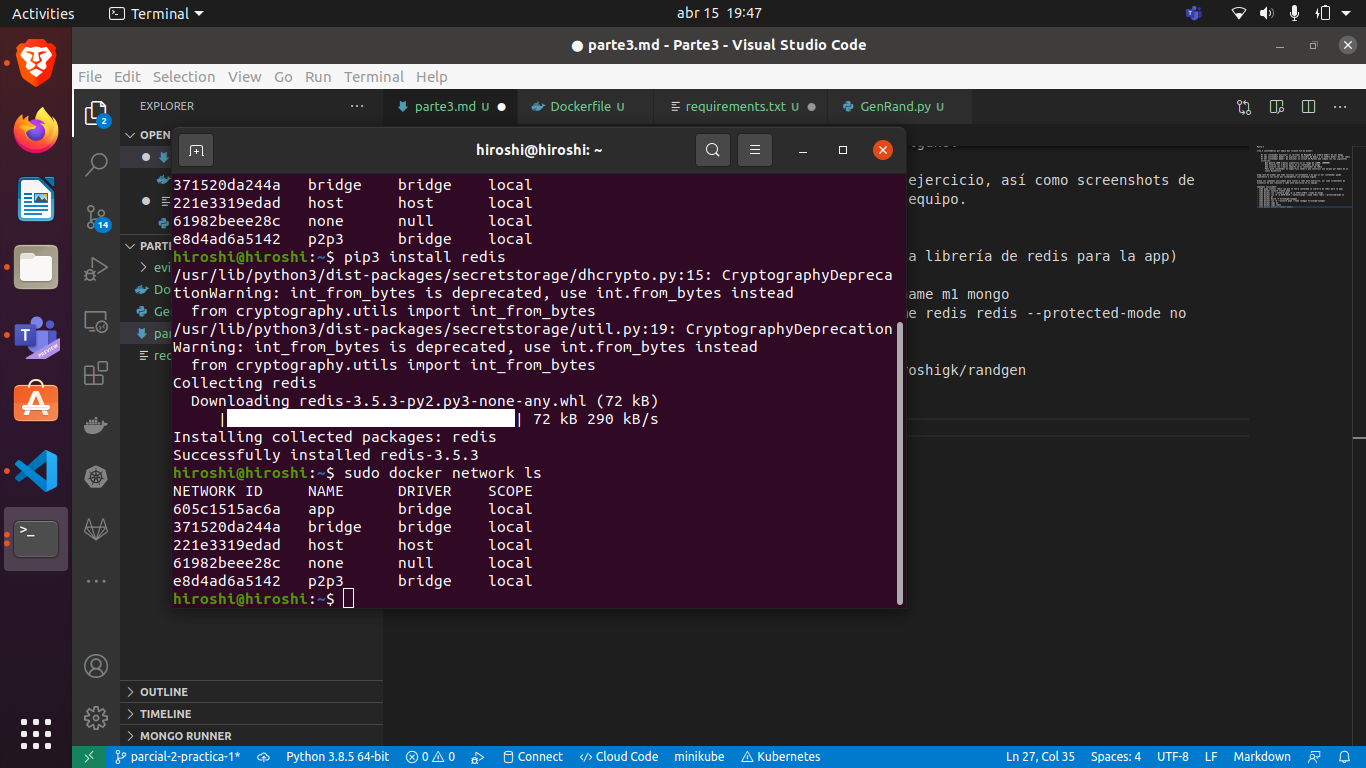 Activities
Terminal
abr 15 19:47
● parte3.md - Parte3 - Visual Studio Code
File Edit Selection View Go Run Terminal Help
EXPLORER
parte3.md U
Dockerfile U
requirements.txt U
GenRand.py U
OPEN
hiroshi@hiroshi: ~
371520da244a bridge bridge local
221e3319edad host host local
61982beee28c none null local
e8d4ad6a5142 p2p3 bridge local
hiroshi@hiroshi:~$ pip3 install redis
/usr/lib/python3/dist-packages/secretstorage/dhcrypto.py:15: CryptographyDepreca
tionWarning: int_from_bytes is deprecated, use int.from_bytes instead
from cryptography.utils import int_from_bytes
/usr/lib/python3/dist-packages/secretstorage/util.py:19: CryptographyDeprecation
Warning: int_from_bytes is deprecated, use int.from_bytes instead
from cryptography.utils import int_from_bytes
Collecting redis
Downloading redis-3.5.3-py2.py3-none-any.whl (72 kB)
| | 72 kB 290 kB/s
Installing collected packages: redis
Successfully installed redis-3.5.3
hiroshi@hiroshi:~$ sudo docker network ls
NETWORK ID NAME DRIVER SCOPE
605c1515ac6a app bridge local
371520da244a bridge bridge local
221e3319edad host host local
61982beee28c none null local
e8d4ad6a5142 p2p3 bridge local
hiroshi@hiroshi:~$
ejercicio, así como screenshots de
equipo.
a librería de redis para la app)
ame m1 mongo
e redis redis --protected-mode no
roshigk/randgen
2
14
PARTE
evi
Do
Ge
par
rec
OUTLINE
TIMELINE
MONGO RUNNER
parcial-2-practica-1*
Python 3.8.5 64-bit
0
0
Connect
Cloud Code
minikube
Kubernetes
Ln 27, Col 35
Spaces: 4
UTF-8
LF
Markdown